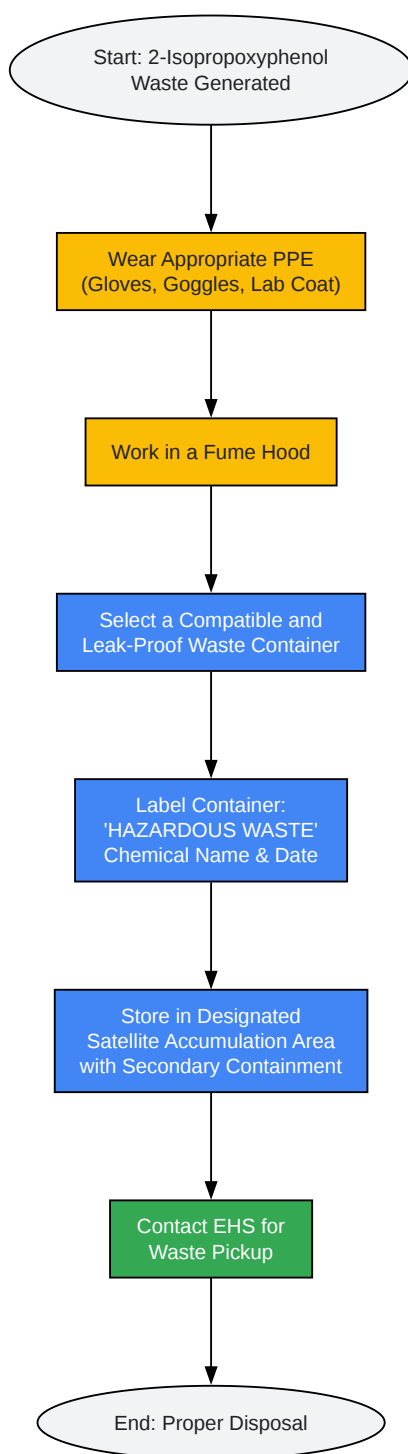 Start: 2-Isopropoxyphenol
Waste Generated
Wear Appropriate PPE
(Gloves, Goggles, Lab Coat)
Work in a Fume Hood
Select a Compatible and
Leak-Proof Waste Container
Label Container:
'HAZARDOUS WASTE'
Chemical Name & Date
Store in Designated
Satellite Accumulation Area
with Secondary Containment
Contact EHS for
Waste Pickup
End: Proper Disposal